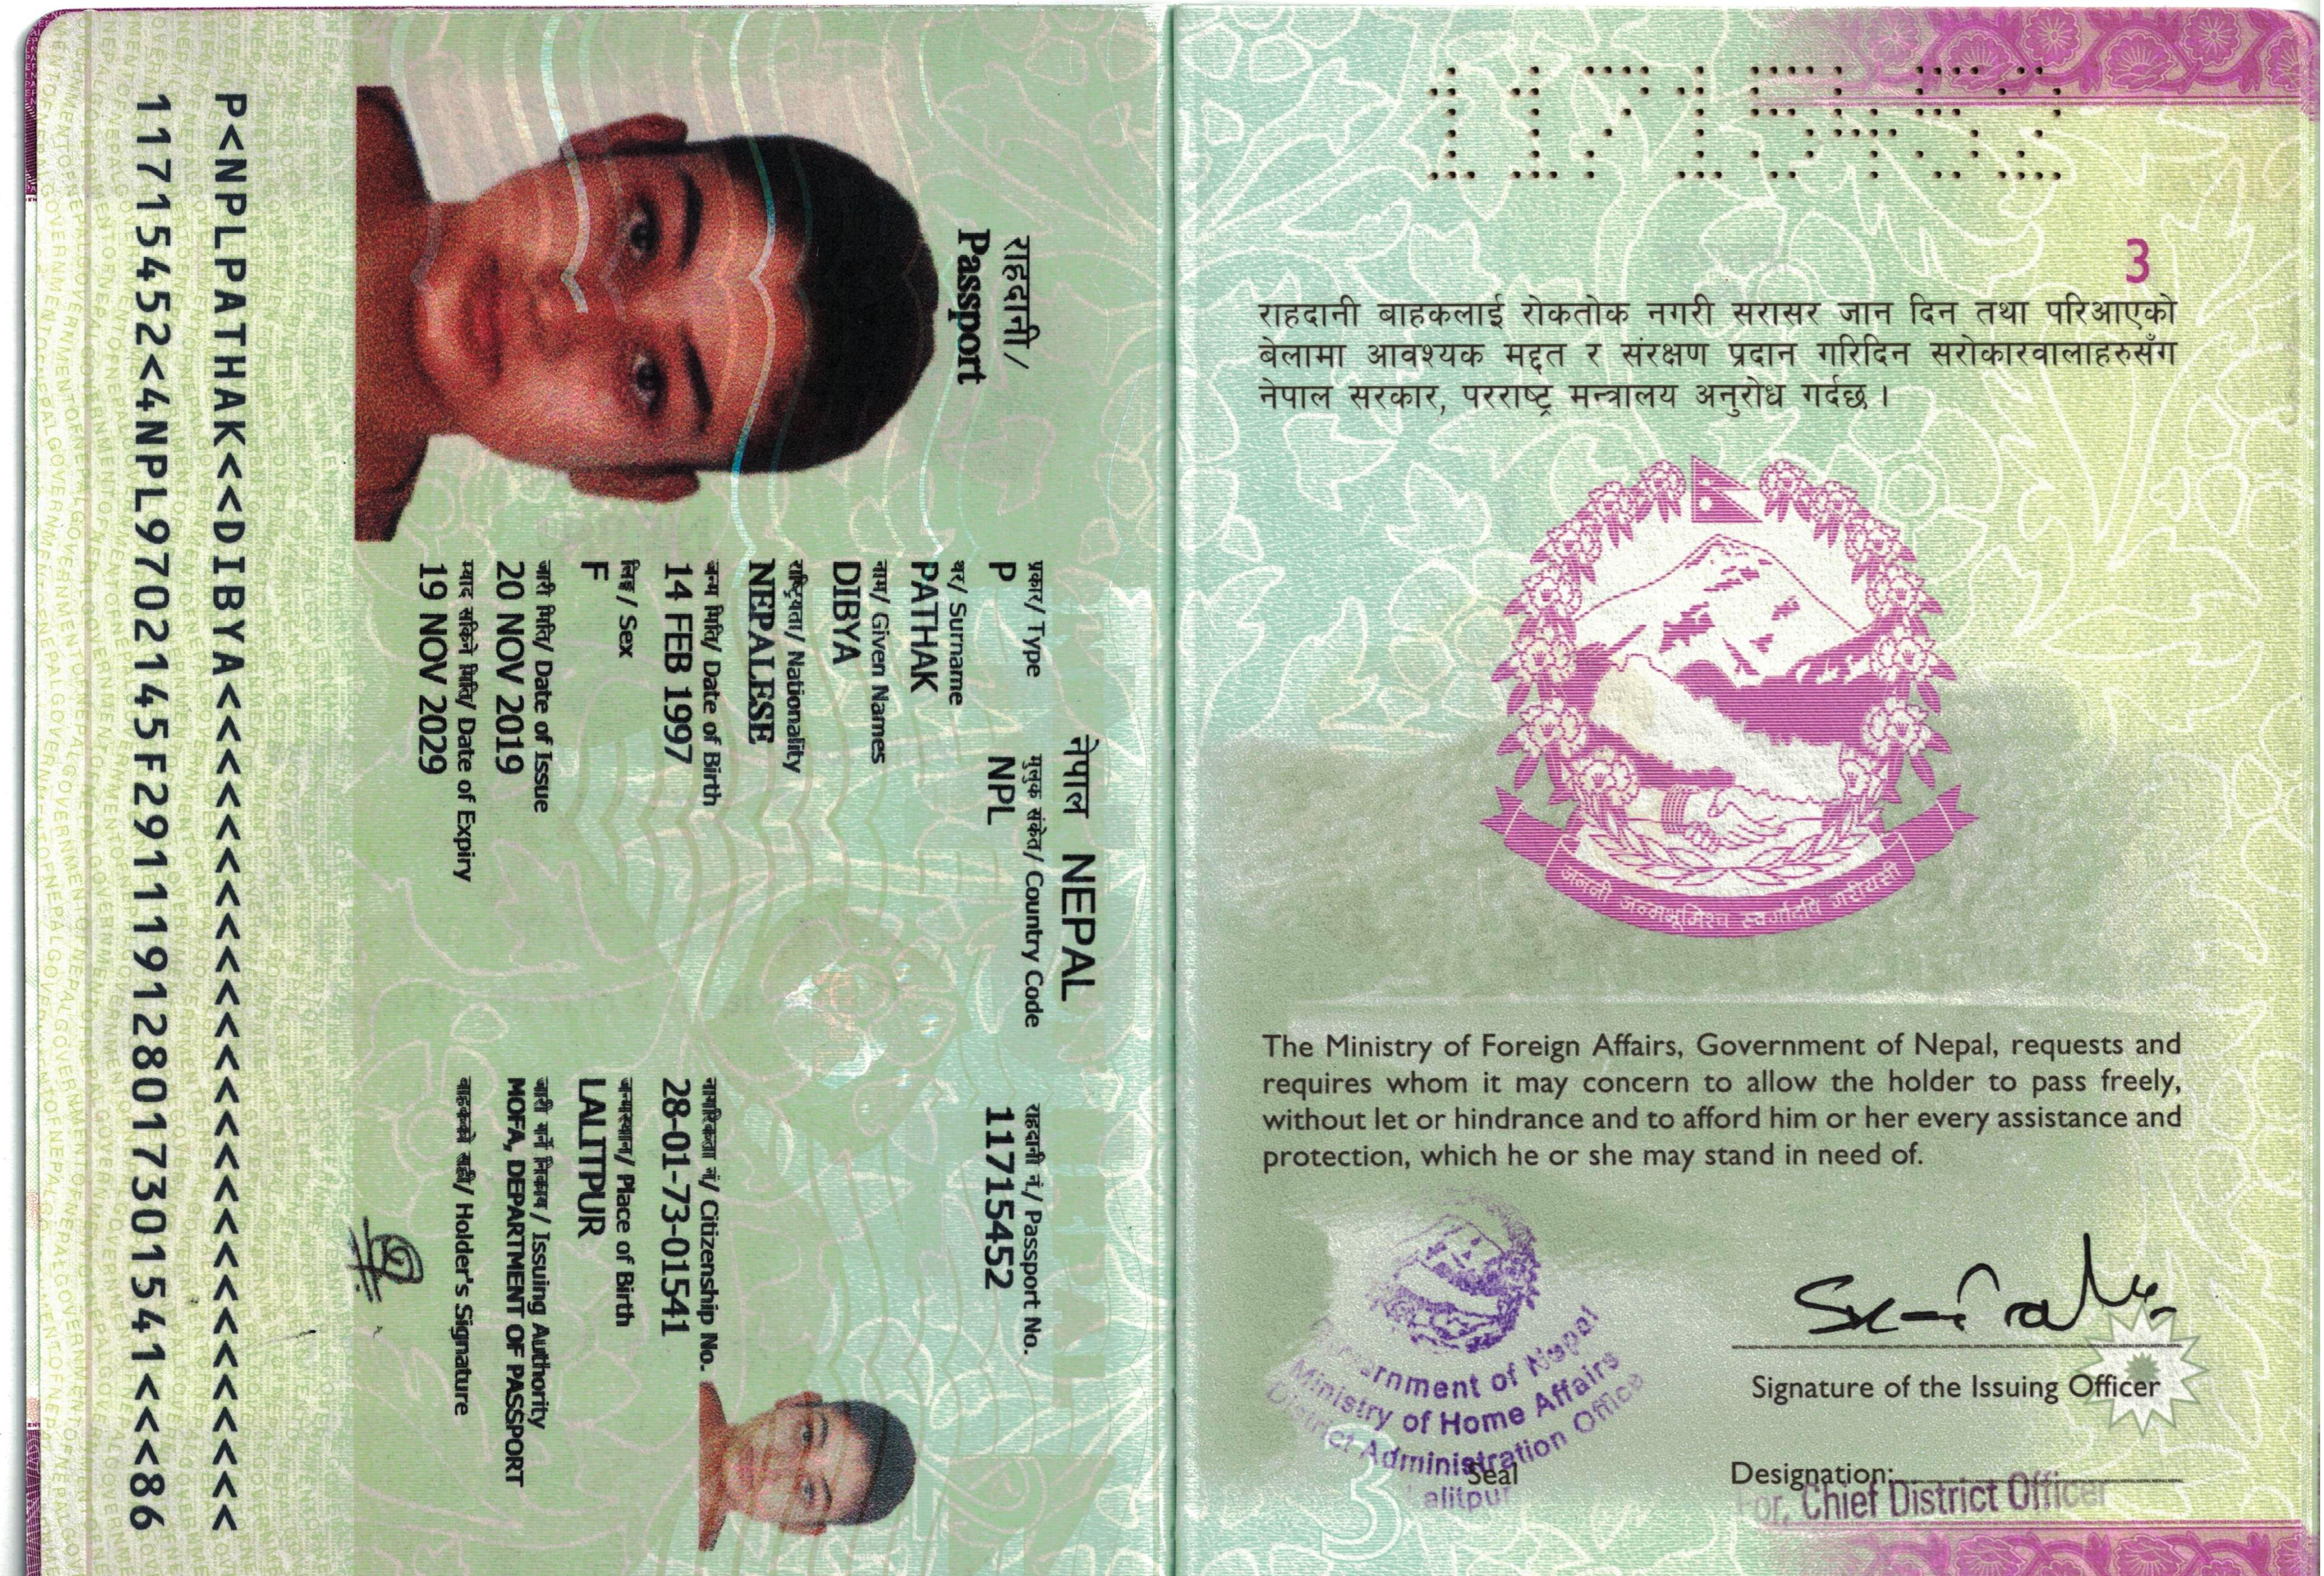 राहदानी /
Passport
नेपाल NEPAL
प्रकार/ Type
P
मुलुक संकेत/ Country Code
NPL
राहदानी नं./ Passport No.
11715452
थर/ Surname
PATHAK
नाम/ Given Names
DIBYA
राष्ट्रियता/ Nationality
NEPALESE
जन्म मिति/ Date of Birth
14 FEB 1997
नागरिकता नं/ Citizenship No.
28-01-73-01541
लिङ्ग / Sex
F
जन्मस्थान/ Place of Birth
LALITPUR
जारी मिति/ Date of Issue
20 NOV 2019
जारी गर्ने निकाय / Issuing Authority
MOFA, DEPARTMENT OF PASSPORT
म्याद सकिने मिति/ Date of Expiry
19 NOV 2029
वाहकको सही/ Holder's Signature
P<NPLPATHAK<<DIBYA<<<<<<<<<<<<<<<<<<<<<<<<<<
11715452<4NPL9702145F29111912801730154 1<<<86
11715452
3
राहदानी बाहकलाई रोकतोक नगरी सरासर जान दिन तथा परिआएको
बेलामा आवश्यक मद्दत र संरक्षण प्रदान गरिदिन सरोकारवालाहरुसँग
नेपाल सरकार, परराष्ट्र मन्त्रालय अनुरोध गर्दछ ।
जननी जन्मभूमिश्च स्वर्गादपि गरीयसी
The Ministry of Foreign Affairs, Government of Nepal, requests and
requires whom it may concern to allow the holder to pass freely,
without let or hindrance and to afford him or her every assistance and
protection, which he or she may stand in need of.
Government of Nepal
Ministry of Home Affairs
District Administration Office
Lalitpur
Seal
3
Signature of the Issuing Officer
Designation:
For, Chief District Officer